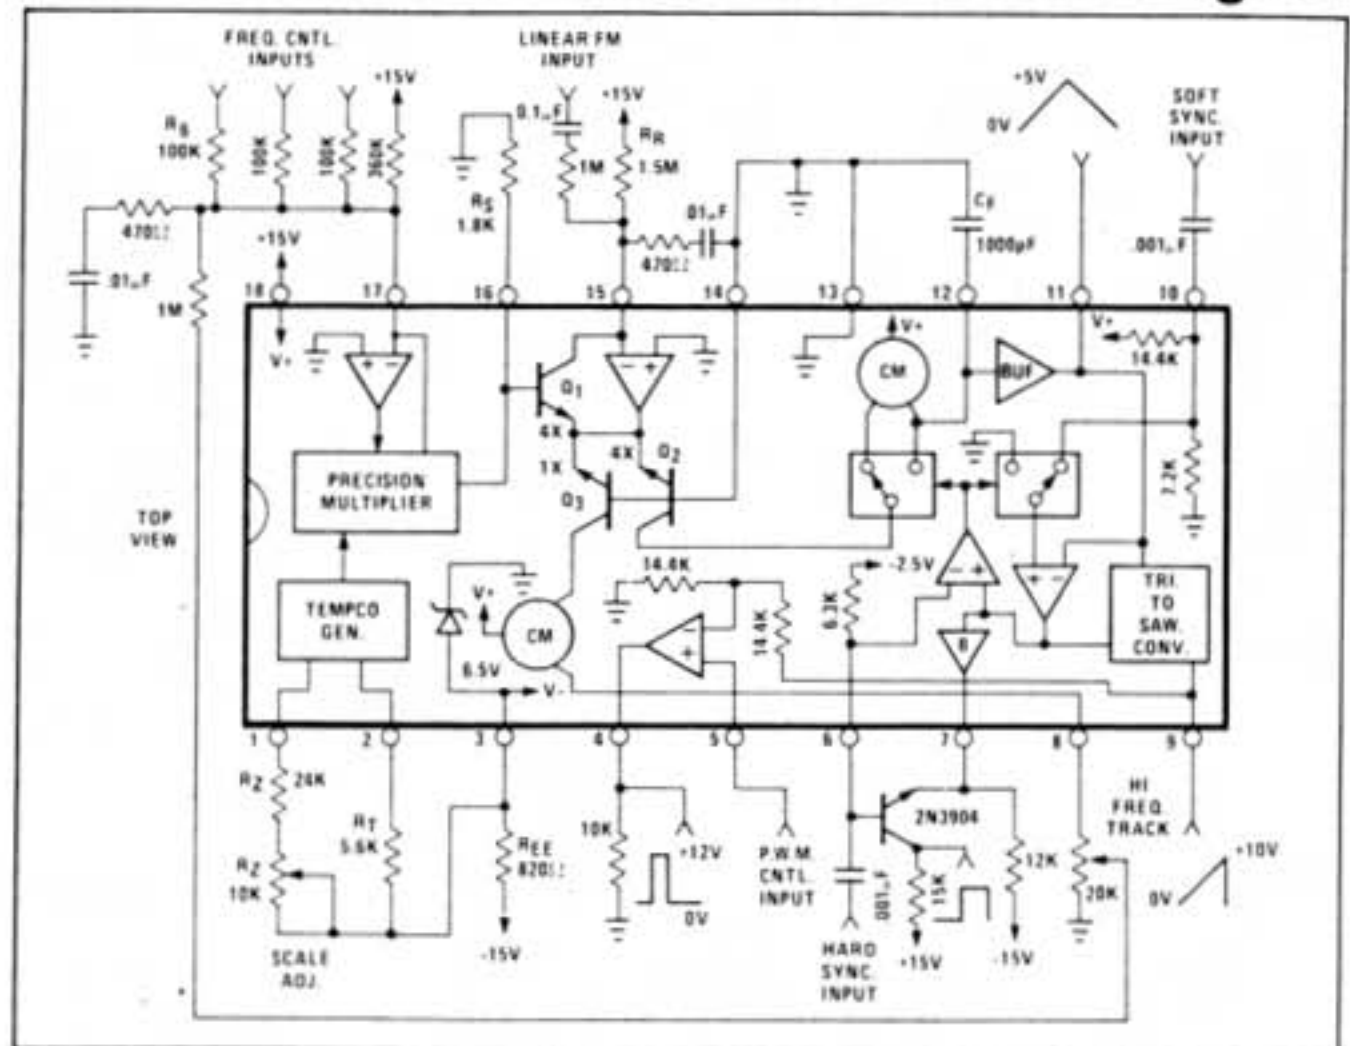 FREQ. CNTL.
INPUTS
+15V
RB
100K
100K
100K
360K
470Ω
.01μF
1M
+15V
LINEAR FM
INPUT
0.1μF
+15V
RR
1M
1.5M
RS
1.8K
470Ω
.01μF
CF
1000pF
+5V
0V
SOFT
SYNC.
INPUT
.001μF
18
17
16
15
14
13
12
11
10
V+
+ -
PRECISION
MULTIPLIER
TEMPCO
GEN.
TOP
VIEW
Q1
4X
1X
4X
Q2
Q3
- +
V+
CM
BUF
V+
14.4K
7.2K
V+
CM
6.5V
V-
14.4K
-
+
14.4K
6.3K
-2.5V
- +
B
+ -
TRI.
TO
SAW.
CONV.
1
2
3
4
5
6
7
8
9
RZ
24K
RZ
10K
SCALE
ADJ.
RT
5.6K
REE
820Ω
-15V
10K
+12V
0V
P.W.M.
CNTL.
INPUT
.001μF
HARD
SYNC.
INPUT
2N3904
15K
+15V
12K
-15V
20K
HI
FREQ.
TRACK
0V
+10V